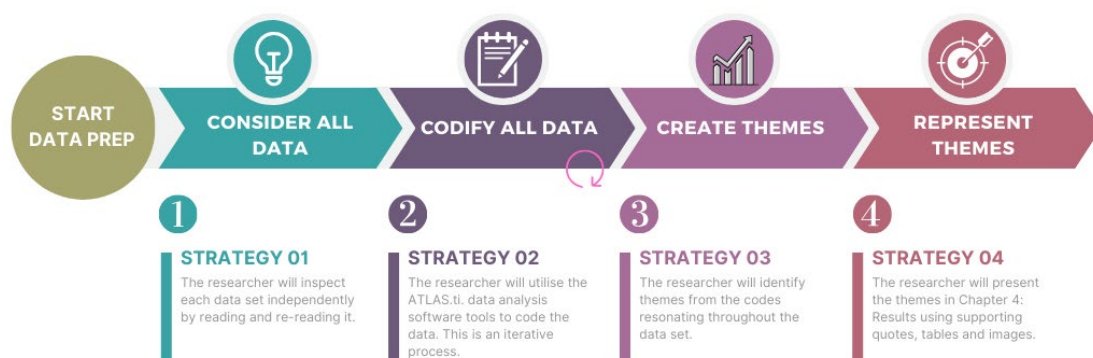 START
DATA PREP
CONSIDER ALL
DATA
CODIFY ALL DATA
CREATE THEMES
REPRESENT
THEMES
1
STRATEGY 01
The researcher will inspect
each data set independently
by reading and re-reading it.
2
STRATEGY 02
The researcher will utilise the
ATLAS.ti. data analysis
software tools to code the
data. This is an iterative
process.
3
STRATEGY 03
The researcher will identify
themes from the codes
resonating throughout the
data set.
4
STRATEGY 04
The researcher will present
the themes in Chapter 4:
Results using supporting
quotes, tables and images.